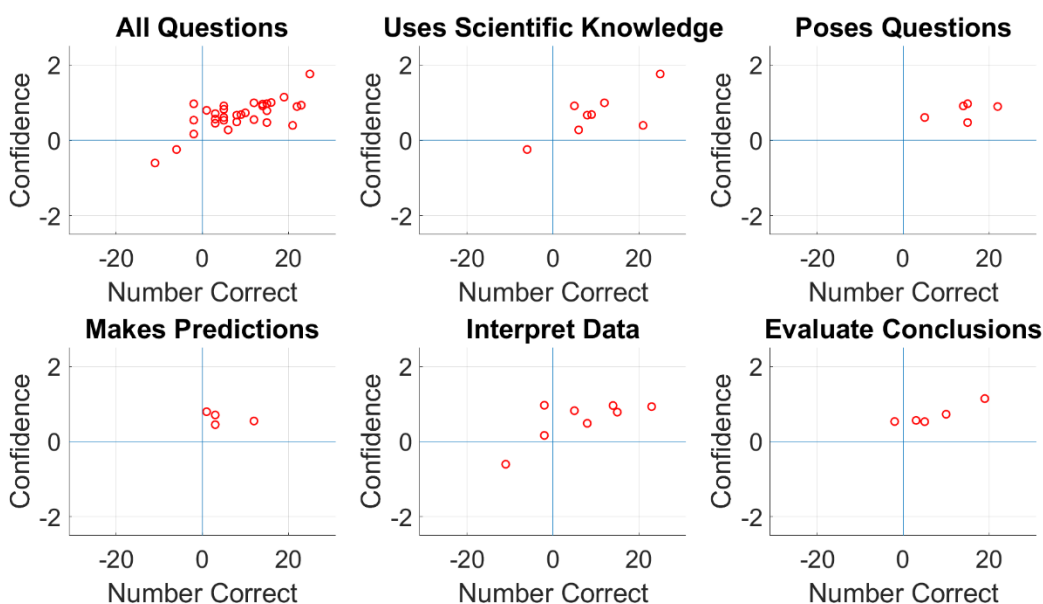 All Questions
Uses Scientific Knowledge
Poses Questions
2
0
-2
Confidence
-20 0 20
Number Correct
2
0
-2
Confidence
-20 0 20
Number Correct
2
0
-2
Confidence
-20 0 20
Number Correct
Makes Predictions
Interpret Data
Evaluate Conclusions
2
0
-2
Confidence
-20 0 20
Number Correct
2
0
-2
Confidence
-20 0 20
Number Correct
2
0
-2
Confidence
-20 0 20
Number Correct